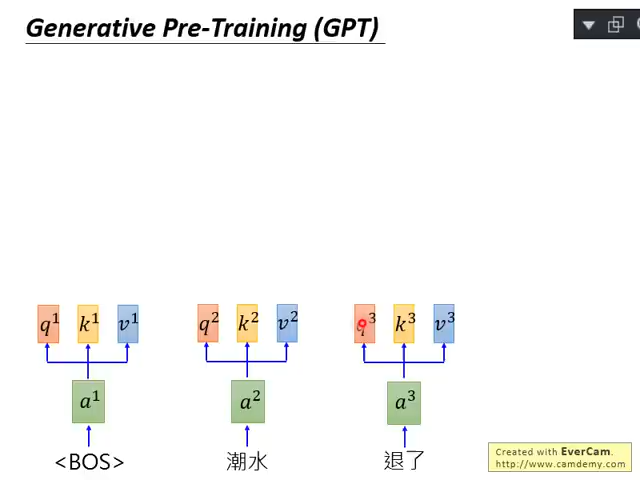 Generative Pre-Training (GPT)
q¹ k¹ v¹ q² k² v² q³ k³ v³
a¹ a² a³
<BOS> 潮水 退了
Created with EverCam.
http://www.camdemy.com